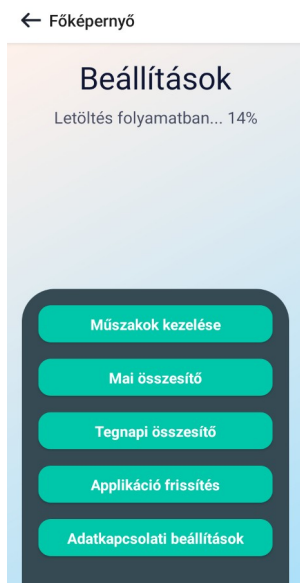 Főképernyő
Beállítások
Letöltés folyamatban... 14%
Műszakok kezelése
Mai összesítő
Tegnapi összesítő
Applikáció frissítés
Adatkapcsolati beállítások